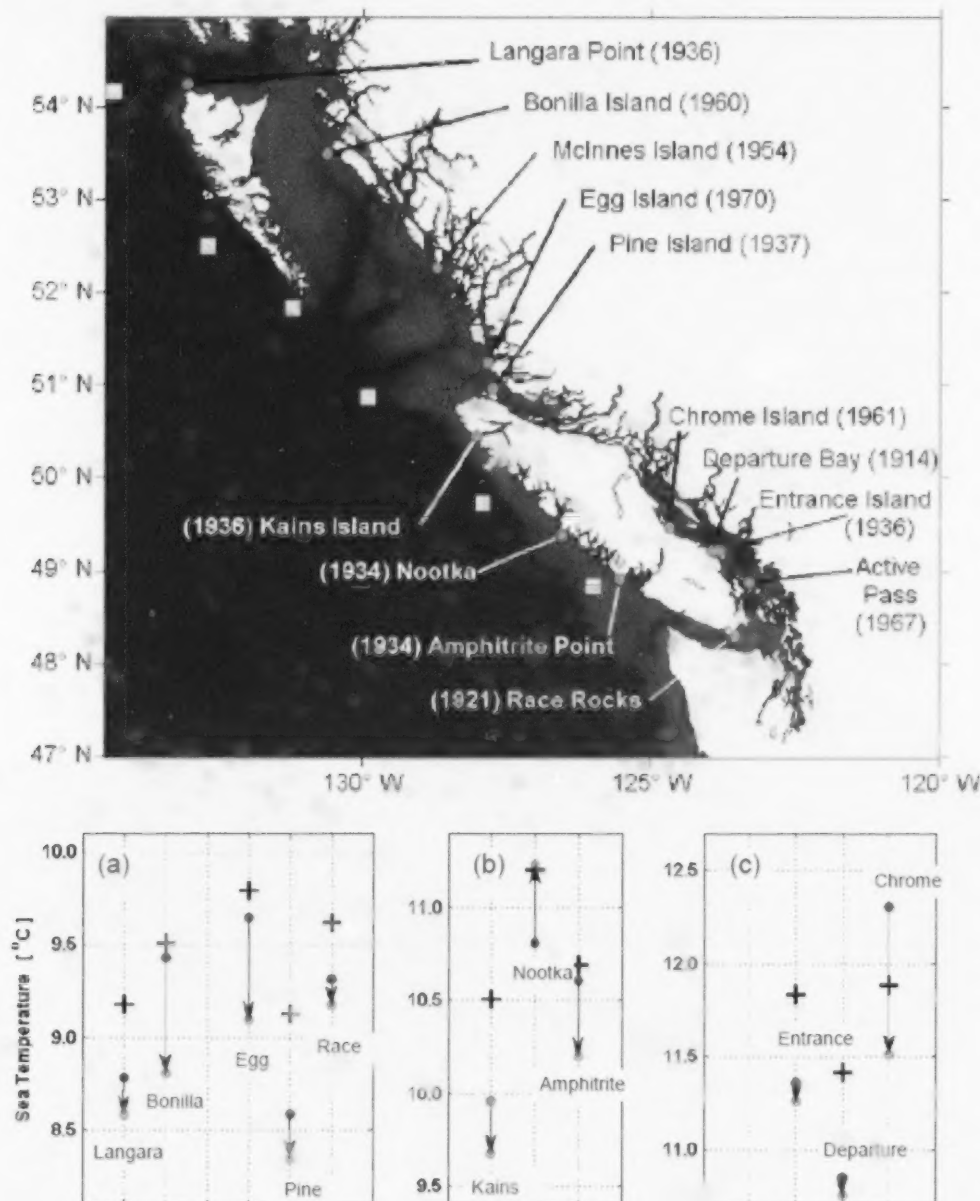 Langara Point (1936)
54° N
Bonilla Island (1960)
McInnes Island (1954)
53° N
Egg Island (1970)
Pine Island (1937)
52° N
51° N
Chrome Island (1961)
Departure Bay (1914)
50° N
Entrance Island
(1936)
(1936) Kains Island
(1934) Nootka
49° N
Active
Pass
(1967)
(1934) Amphitrite Point
48° N
(1921) Race Rocks
47° N
130° W
125° W
120° W
Sea Temperature [°C]
10.0
9.5
9.0
8.5
(a)
Langara
Bonilla
Egg
Pine
Race
11.0
10.5
10.0
9.5
(b)
Nootka
Amphitrite
Kains
12.5
12.0
11.5
11.0
(c)
Chrome
Entrance
Departure